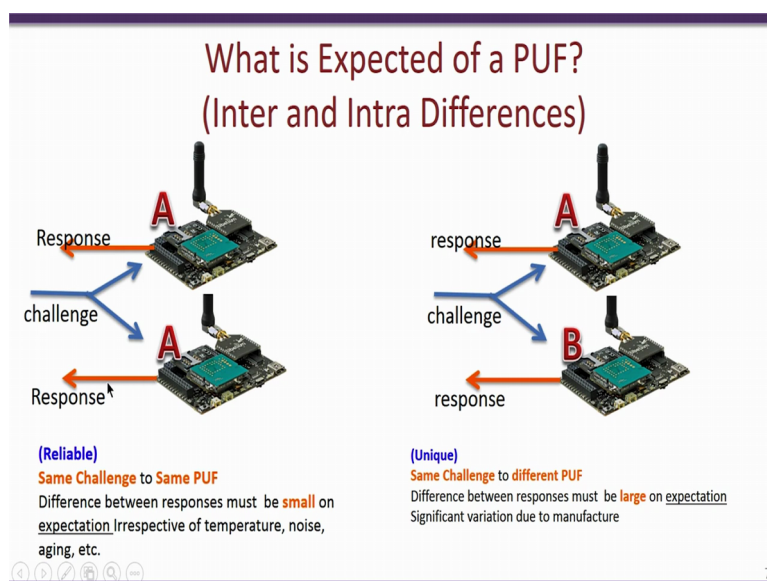 What is Expected of a PUF?
(Inter and Intra Differences)
A
Response
challenge
A
Response
(Reliable)
Same Challenge to Same PUF
Difference between responses must be small on
expectation Irrespective of temperature, noise,
aging, etc.
A
response
challenge
B
response
(Unique)
Same Challenge to different PUF
Difference between responses must be large on expectation
Significant variation due to manufacture